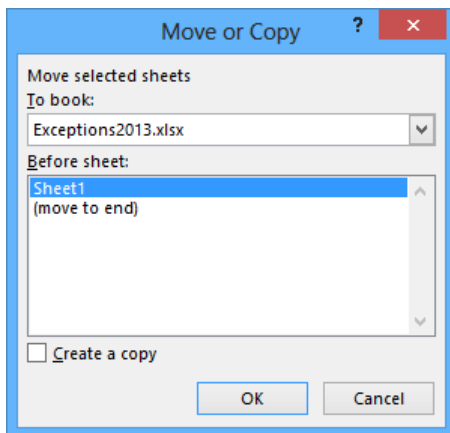 Move or Copy ?
Move selected sheets
To book:
Exceptions2013.xlsx
Before sheet:
Sheet1
(move to end)
Create a copy
OK Cancel